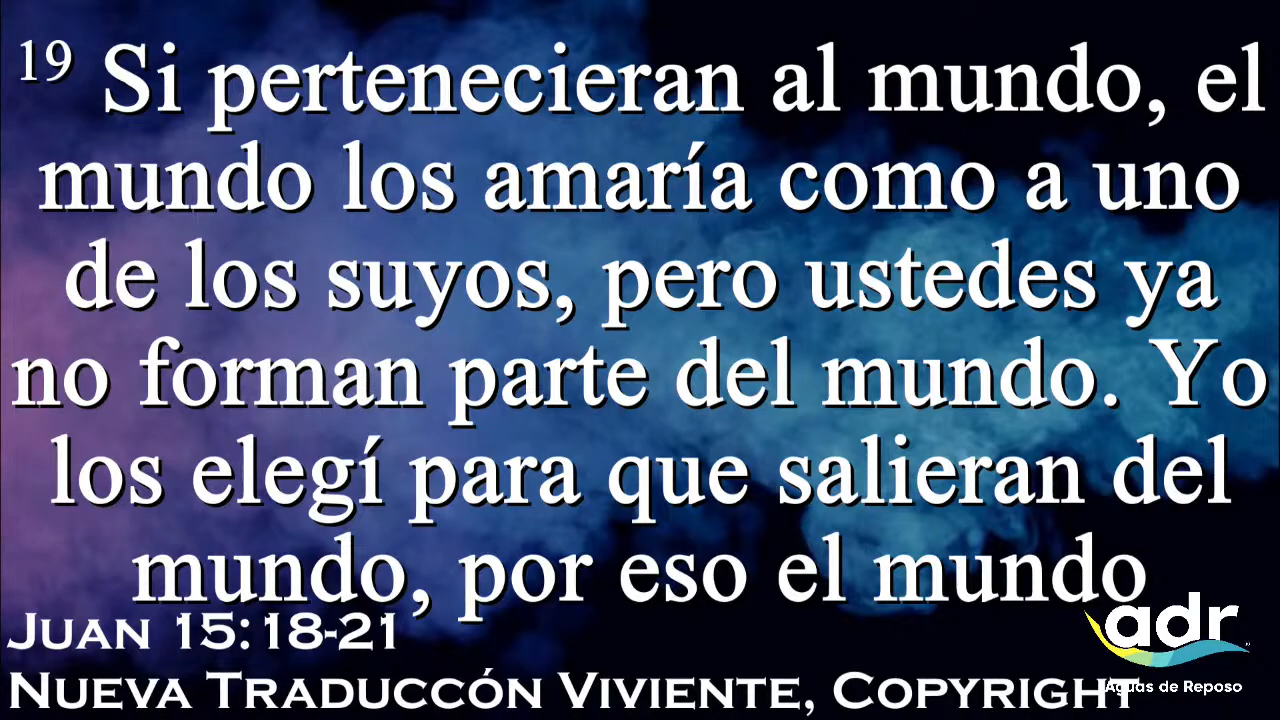 19 Si pertenecieran al mundo, el
mundo los amaría como a uno
de los suyos, pero ustedes ya
no forman parte del mundo. Yo
los elegí para que salieran del
mundo, por eso el mundo
Juan 15:18-21
Nueva Traduccón Viviente, Copyright
adr
Aguas de Reposo